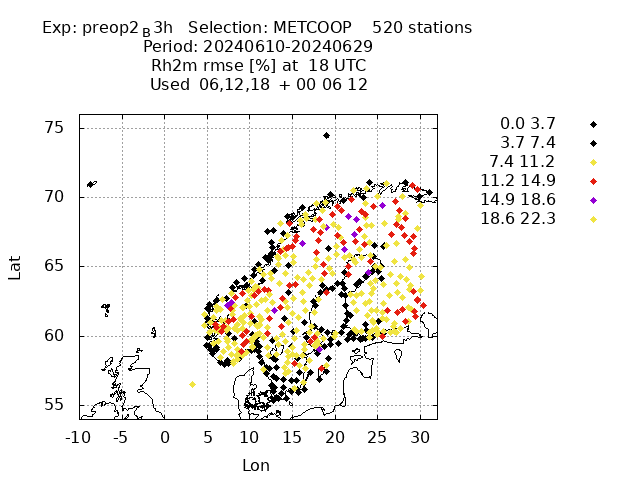 Exp: preop2 B 3h   Selection: METCOOP    520 stations
Period: 20240610-20240629
Rh2m rmse [%] at  18 UTC
Used  06,12,18  + 00 06 12
0.0 3.7
3.7 7.4
7.4 11.2
11.2 14.9
14.9 18.6
18.6 22.3
75
70
65
60
55
Lat
-10 -5 0 5 10 15 20 25 30
Lon